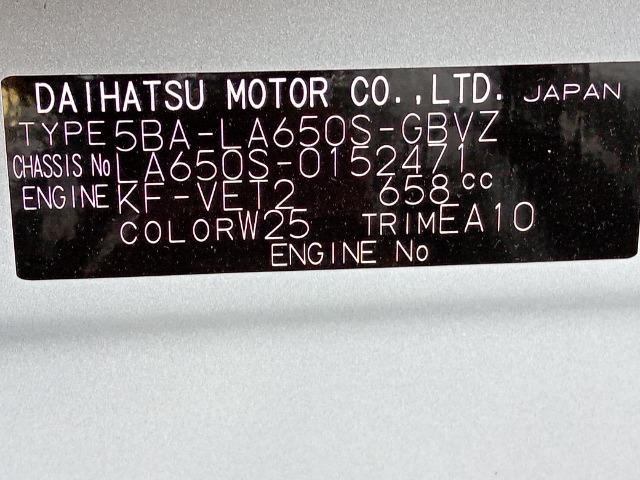 DAIHATSU MOTOR CO.,LTD. JAPAN
TYPE 5BA-LA650S-GBVZ
CHASSIS No LA650S-0152471
ENGINE KF-VET2 658cc
COLOR W25 TRIM EA10
ENGINE No